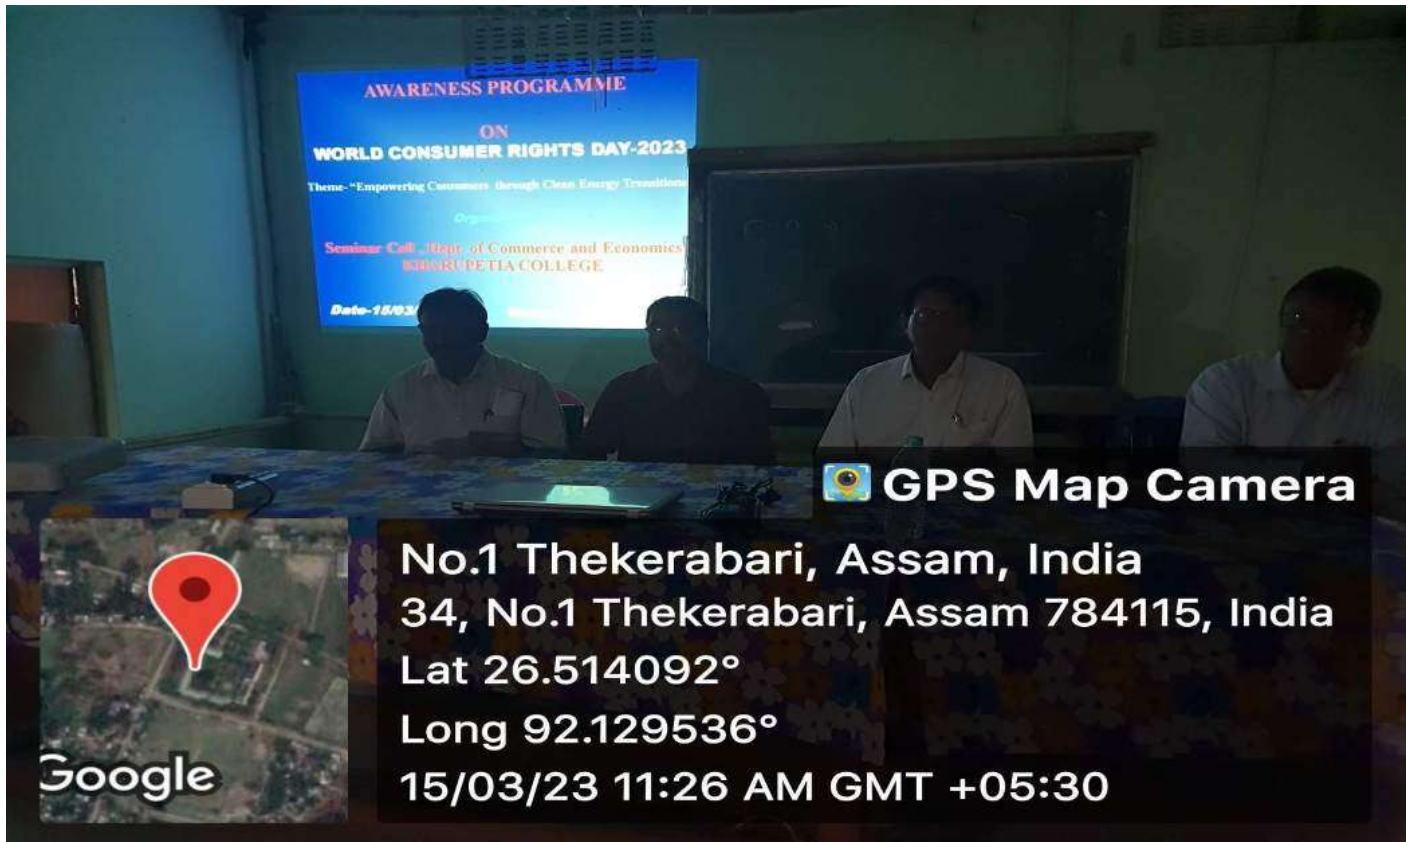 AWARENESS PROGRAMME
ON
WORLD CONSUMER RIGHTS DAY-2023
Theme- "Empowering Consumers through Clean Energy Transitions
Seminar Cell, Dept. of Commerce and Economics
KHARUPETIA COLLEGE
Date-15/03/
GPS Map Camera
No.1 Thekerabari, Assam, India
34, No.1 Thekerabari, Assam 784115, India
Lat 26.514092°
Long 92.129536°
Google
15/03/23 11:26 AM GMT +05:30